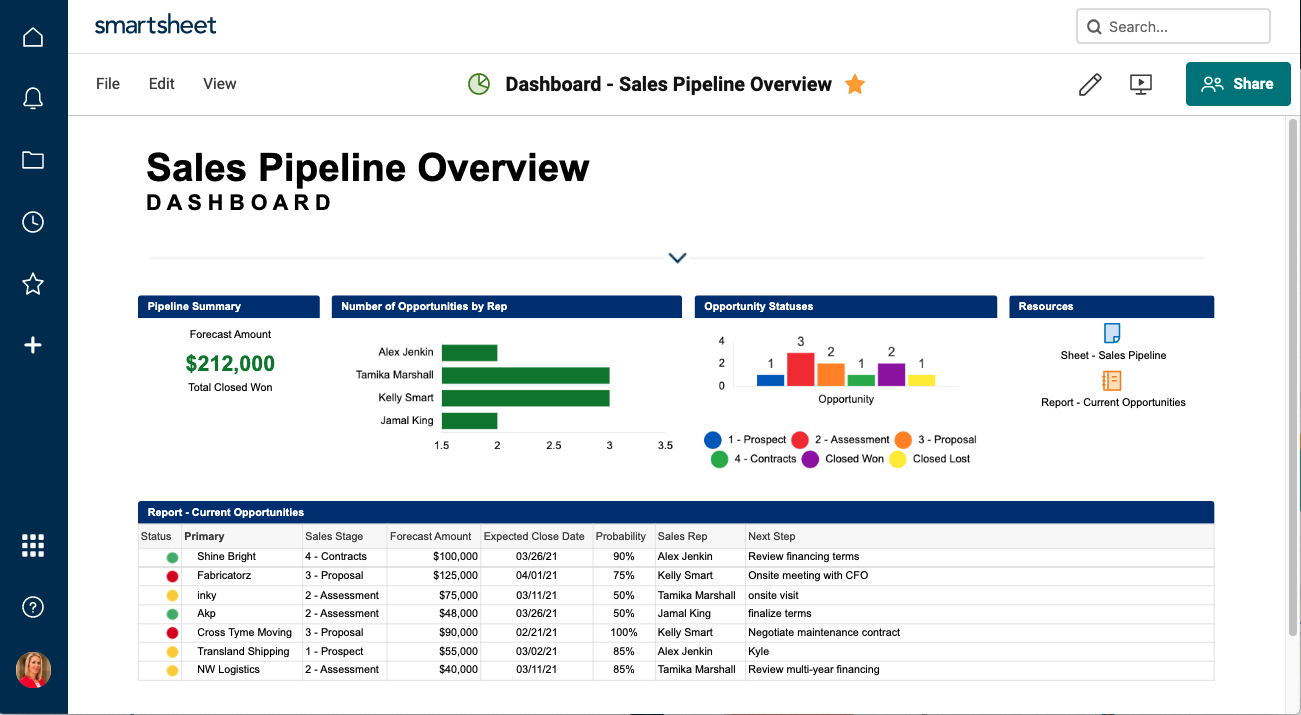 smartsheet
Search...
File Edit View
Dashboard - Sales Pipeline Overview
Share
Sales Pipeline Overview
DASHBOARD
Pipeline Summary
Forecast Amount
$212,000
Total Closed Won
Number of Opportunities by Rep
Alex Jenkin
Tamika Marshall
Kelly Smart
Jamal King
1.5 2 2.5 3 3.5
Opportunity Statuses
4
2
0
1 3 2 1 2 1
Opportunity
1 - Prospect 2 - Assessment 3 - Proposal
4 - Contracts Closed Won Closed Lost
Resources
Sheet - Sales Pipeline
Report - Current Opportunities
Report - Current Opportunities
Status Primary Sales Stage Forecast Amount Expected Close Date Probability Sales Rep Next Step
Shine Bright 4 - Contracts $100,000 03/26/21 90% Alex Jenkin Review financing terms
Fabricatorz 3 - Proposal $125,000 04/01/21 75% Kelly Smart Onsite meeting with CFO
inky 2 - Assessment $75,000 03/11/21 50% Tamika Marshall onsite visit
Akp 2 - Assessment $48,000 03/26/21 50% Jamal King finalize terms
Cross Tyme Moving 3 - Proposal $90,000 02/21/21 100% Kelly Smart Negotiate maintenance contract
Transland Shipping 1 - Prospect $55,000 03/02/21 85% Alex Jenkin Kyle
NW Logistics 2 - Assessment $40,000 03/11/21 85% Tamika Marshall Review multi-year financing